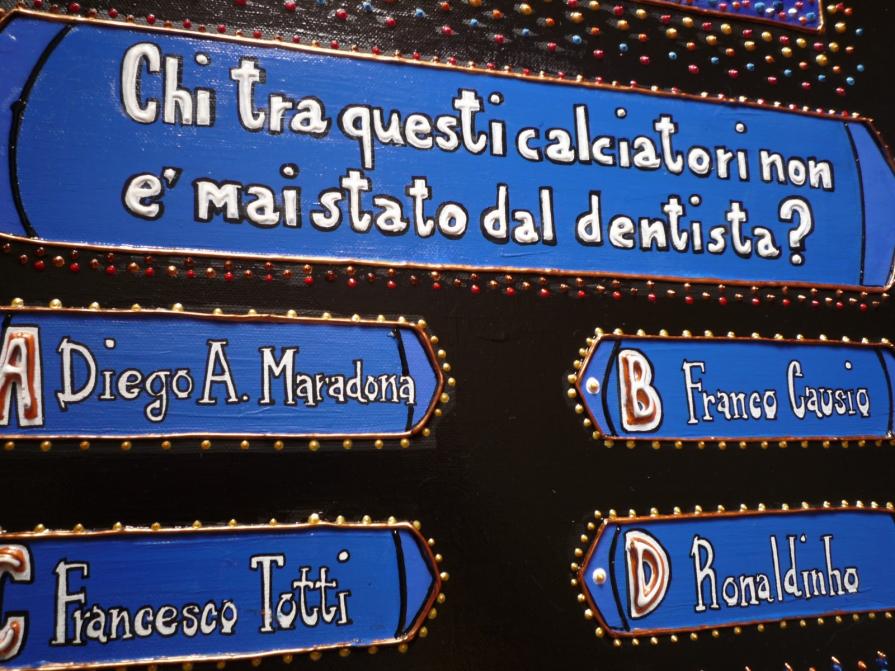 Chi tra questi calciatori non
e' mai stato dal dentista?
A Diego A. Maradona
B Franco Causio
C Francesco Totti
D Ronaldinho